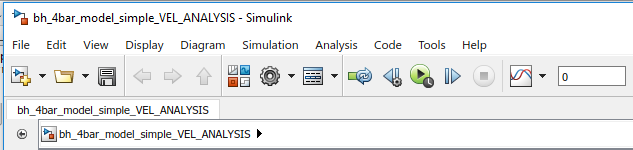 bh_4bar_model_simple_VEL_ANALYSIS - Simulink
File Edit View Display Diagram Simulation Analysis Code Tools Help
0
bh_4bar_model_simple_VEL_ANALYSIS
bh_4bar_model_simple_VEL_ANALYSIS